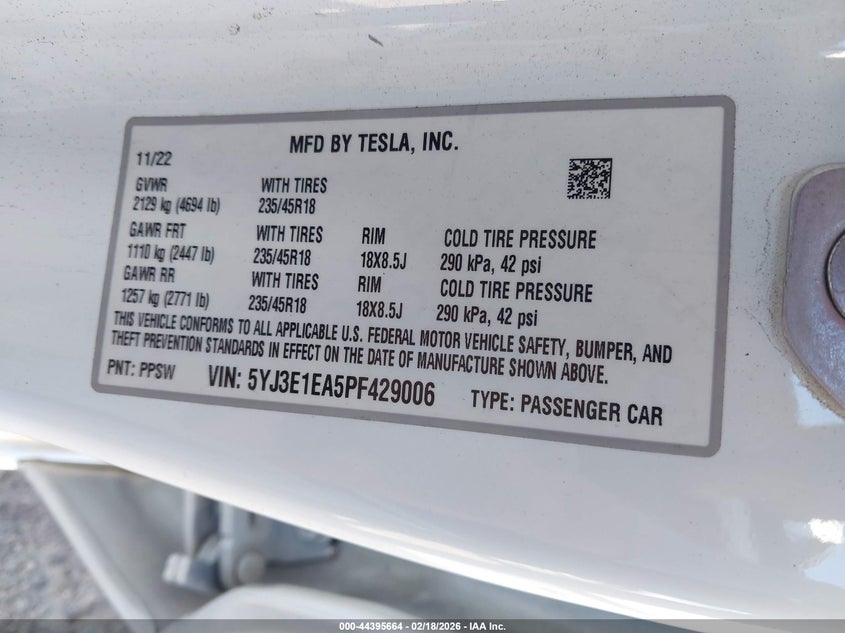 MFD BY TESLA, INC.
11/22
GVWR WITH TIRES
2129 kg (4694 lb) 235/45R18
GAWR FRT WITH TIRES RIM COLD TIRE PRESSURE
1110 kg (2447 lb) 235/45R18 18X8.5J 290 kPa, 42 psi
GAWR RR WITH TIRES RIM COLD TIRE PRESSURE
1257 kg (2771 lb) 235/45R18 18X8.5J 290 kPa, 42 psi
THIS VEHICLE CONFORMS TO ALL APPLICABLE U.S. FEDERAL MOTOR VEHICLE SAFETY, BUMPER, AND
THEFT PREVENTION STANDARDS IN EFFECT ON THE DATE OF MANUFACTURE SHOWN ABOVE.
PNT: PPSW VIN: 5YJ3E1EA5PF429006 TYPE: PASSENGER CAR
000-44395664 - 02/18/2026 - IAA Inc.